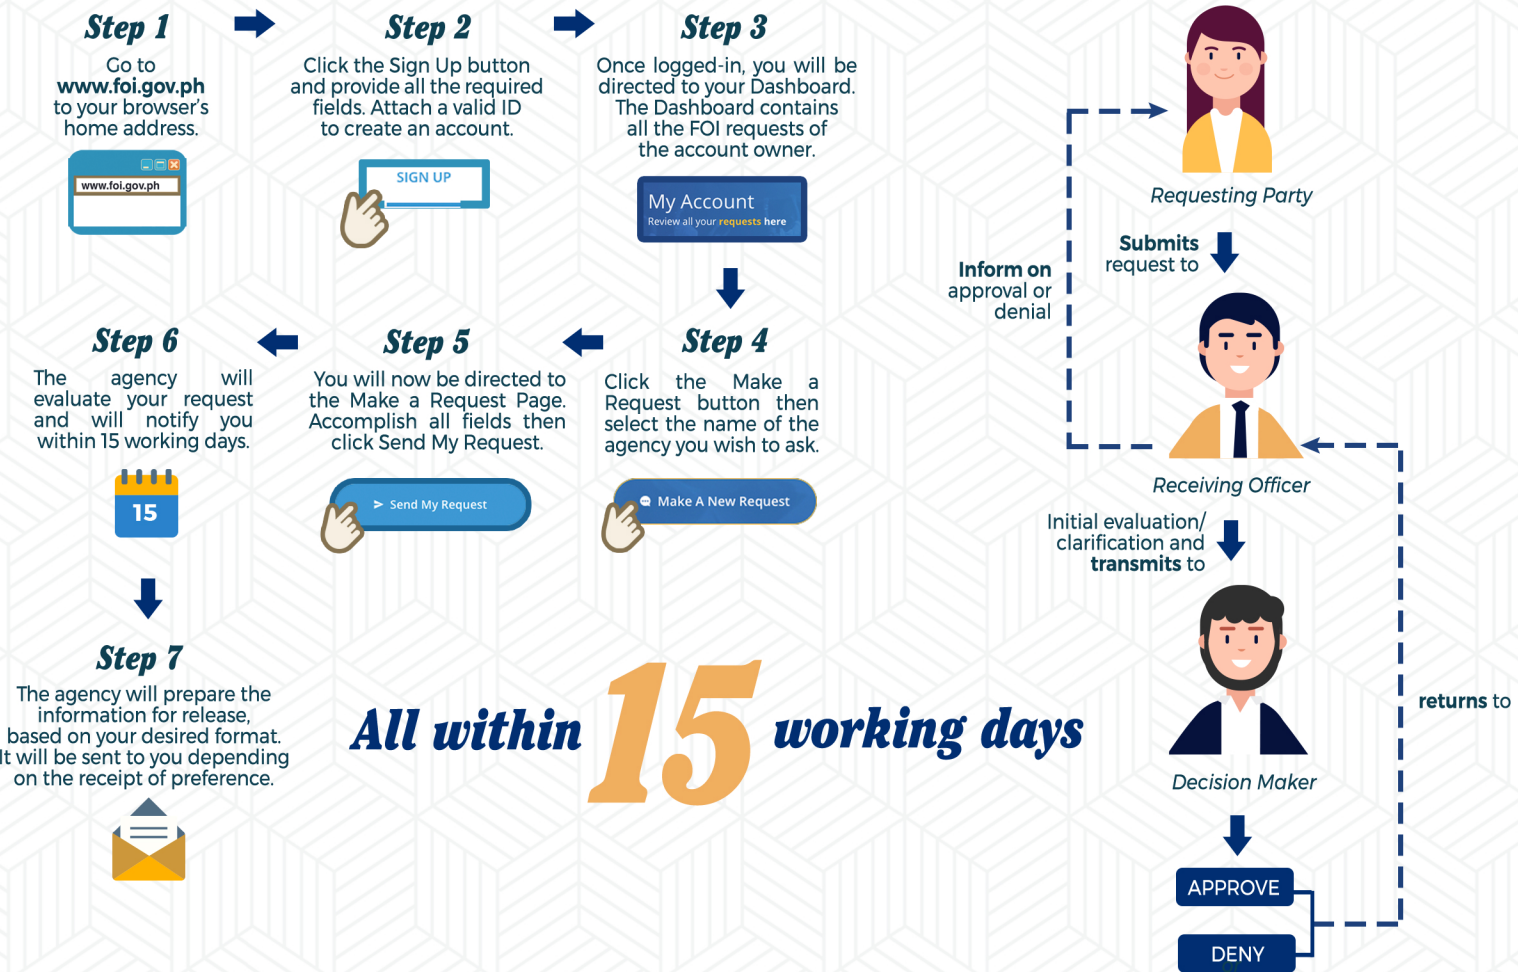 Step 1
Go to
www.foi.gov.ph
to your browser's
home address.
www.foi.gov.ph
Step 2
Click the Sign Up button
and provide all the required
fields. Attach a valid ID
to create an account.
SIGN UP
Step 3
Once logged-in, you will be
directed to your Dashboard.
The Dashboard contains
all the FOI requests of
the account owner.
My Account
Review all your requests here
Step 4
Click the Make a
Request button then
select the name of the
agency you wish to ask.
Make A New Request
Step 5
You will now be directed to
the Make a Request Page.
Accomplish all fields then
click Send My Request.
Send My Request
Step 6
The agency will
evaluate your request
and will notify you
within 15 working days.
15
Step 7
The agency will prepare the
information for release,
based on your desired format.
It will be sent to you depending
on the receipt of preference.
All within 15 working days
Requesting Party
Submits
request to
Inform on
approval or
denial
Receiving Officer
Initial evaluation/
clarification and
transmits to
Decision Maker
returns to
APPROVE
DENY